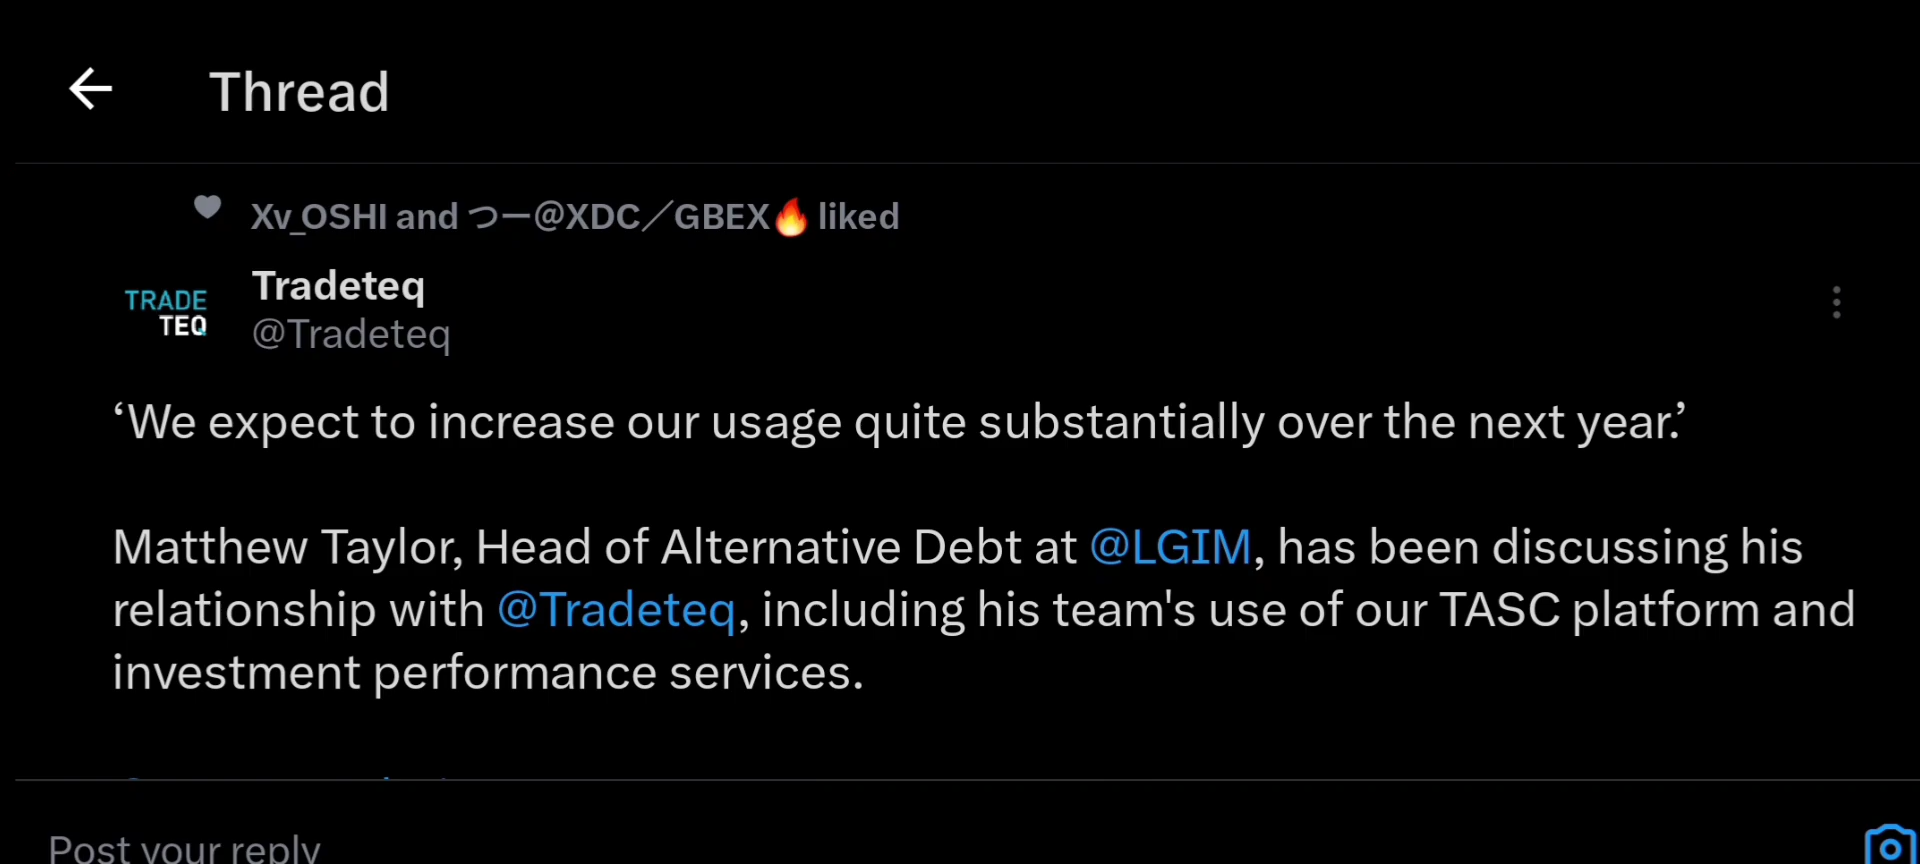 Thread
Xv_OSHI and つー@XDC／GBEX🔥 liked
TRADE
TEQ
Tradeteq
@Tradeteq
‘We expect to increase our usage quite substantially over the next year.’
Matthew Taylor, Head of Alternative Debt at @LGIM, has been discussing his
relationship with @Tradeteq, including his team's use of our TASC platform and
investment performance services.
Post your reply